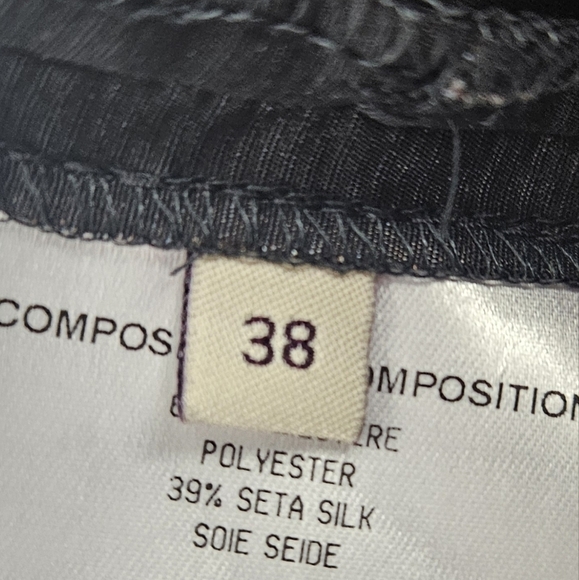 38
COMPOS OMPOSITION
POLYESTER
39% SETA SILK
SOIE SEIDE